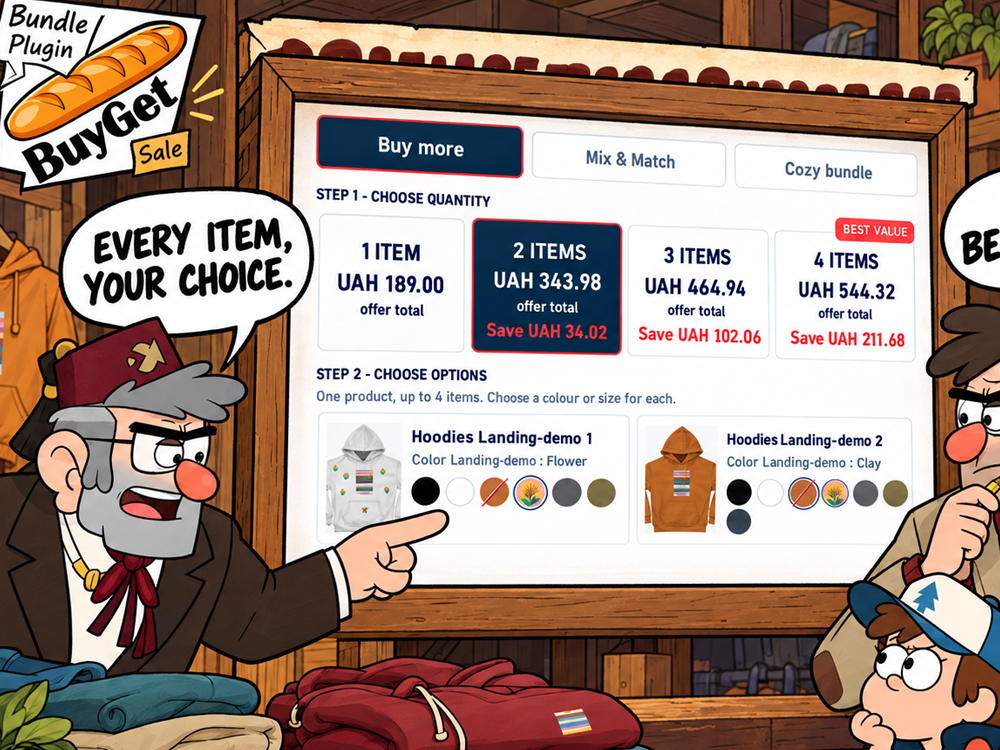 Bundle
Plugin
BuyGet
Sale
EVERY ITEM,
YOUR CHOICE.
Buy more
Mix & Match
Cozy bundle
STEP 1 - CHOOSE QUANTITY
1 ITEM
UAH 189.00
offer total
2 ITEMS
UAH 343.98
offer total
Save UAH 34.02
3 ITEMS
UAH 464.94
offer total
Save UAH 102.06
BEST VALUE
4 ITEMS
UAH 544.32
offer total
Save UAH 211.68
STEP 2 - CHOOSE OPTIONS
One product, up to 4 items. Choose a colour or size for each.
Hoodies Landing-demo 1
Color Landing-demo : Flower
Hoodies Landing-demo 2
Color Landing-demo : Clay